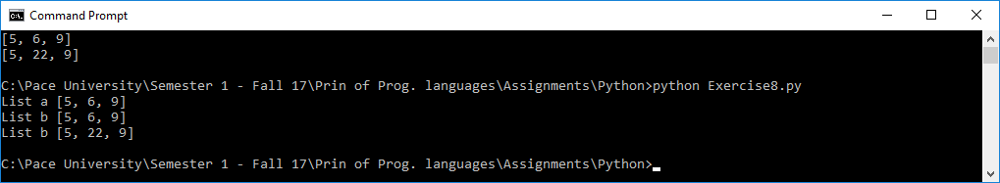 Command Prompt
[5, 6, 9]
[5, 22, 9]
C:\Pace University\Semester 1 - Fall 17\Prin of Prog. languages\Assignments\Python>python Exercise8.py
List a [5, 6, 9]
List b [5, 6, 9]
List b [5, 22, 9]
C:\Pace University\Semester 1 - Fall 17\Prin of Prog. languages\Assignments\Python>